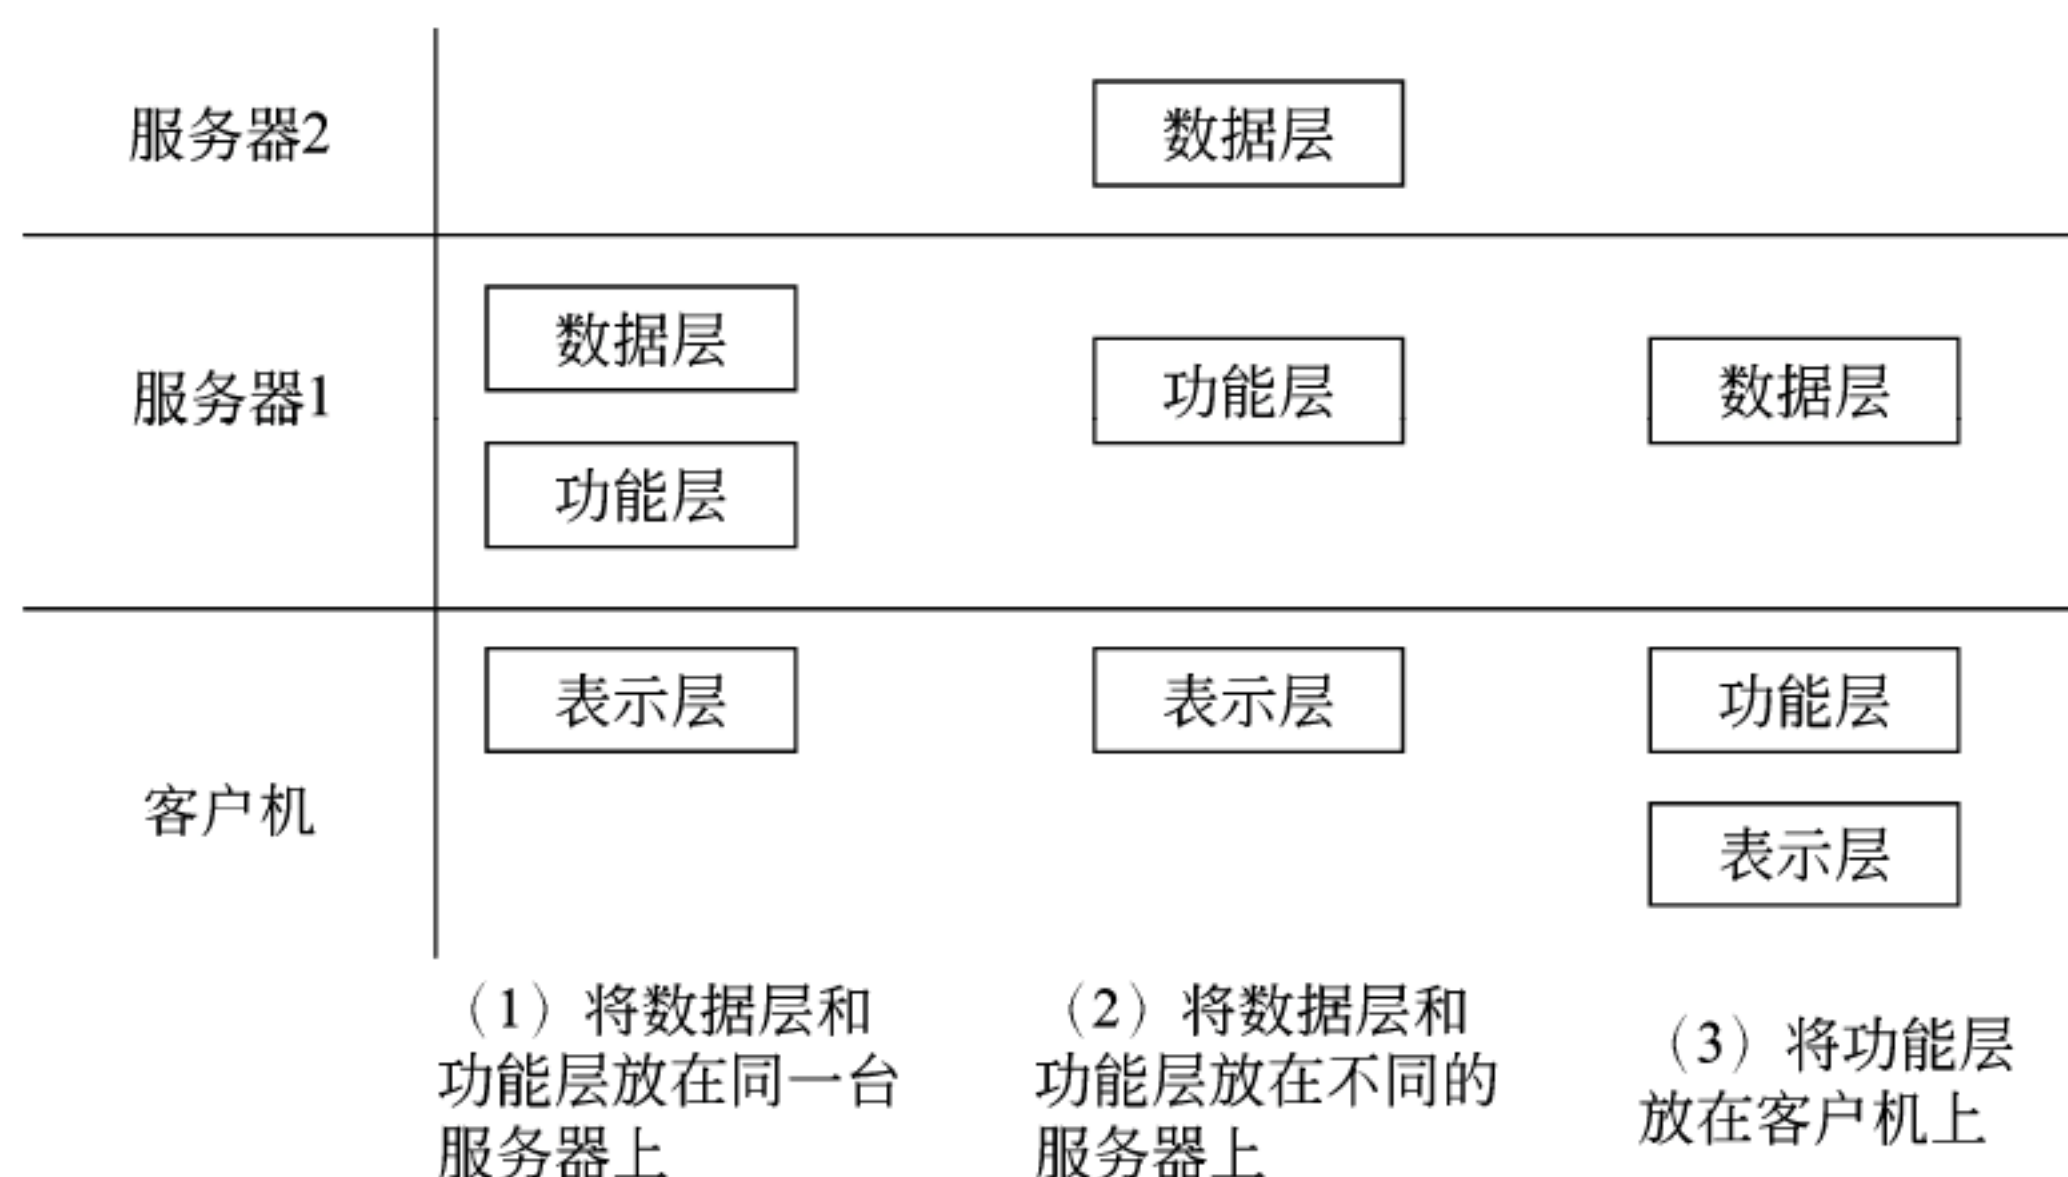 服务器2
数据层
服务器1
数据层
功能层
功能层
数据层
客户机
表示层
表示层
功能层
表示层
（1）将数据层和
功能层放在同一台
服务器上
（2）将数据层和
功能层放在不同的
服务器上
（3）将功能层
放在客户机上